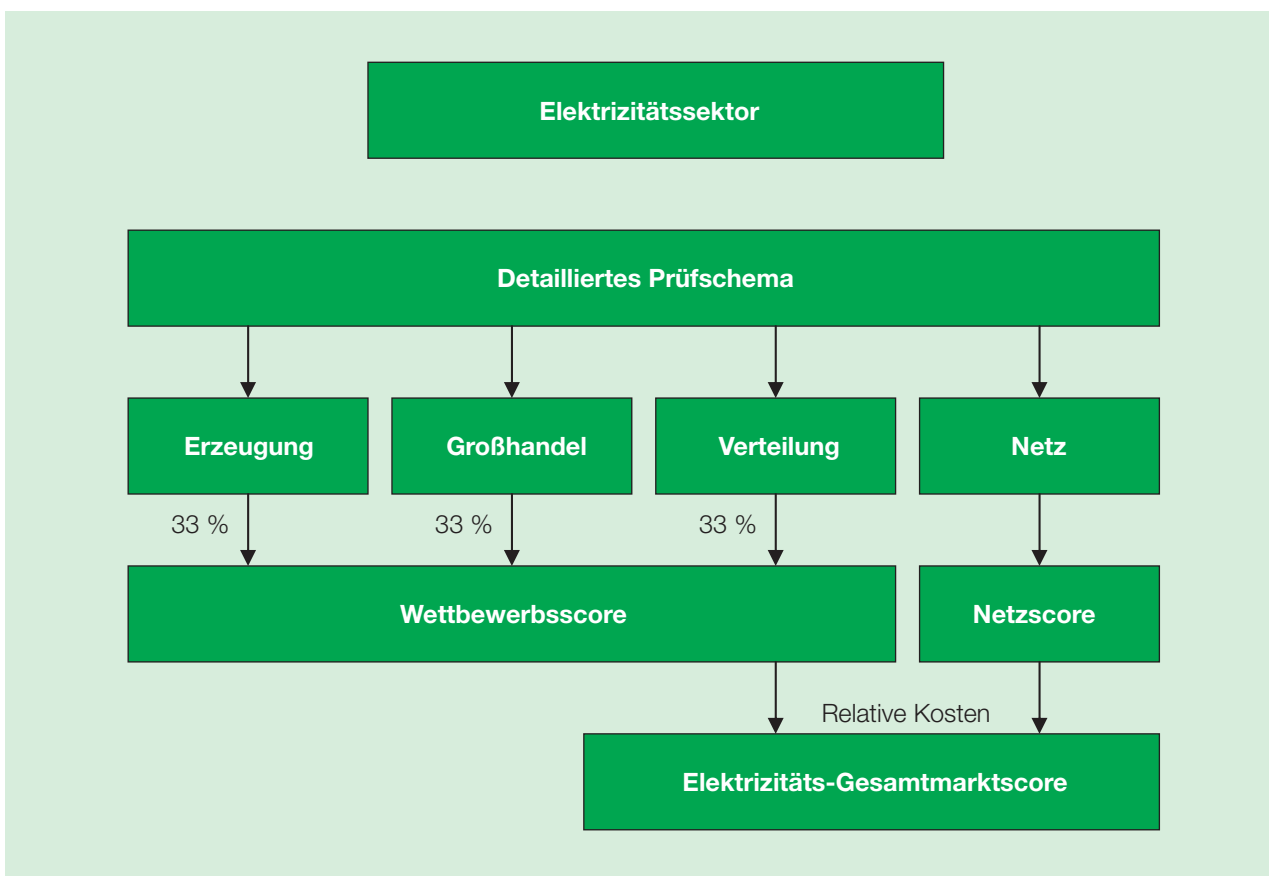 Elektrizitätssektor
Detailliertes Prüfschema
Erzeugung
Großhandel
Verteilung
Netz
33 %
33 %
33 %
Wettbewerbsscore
Netzscore
Relative Kosten
Elektrizitäts-Gesamtmarktscore